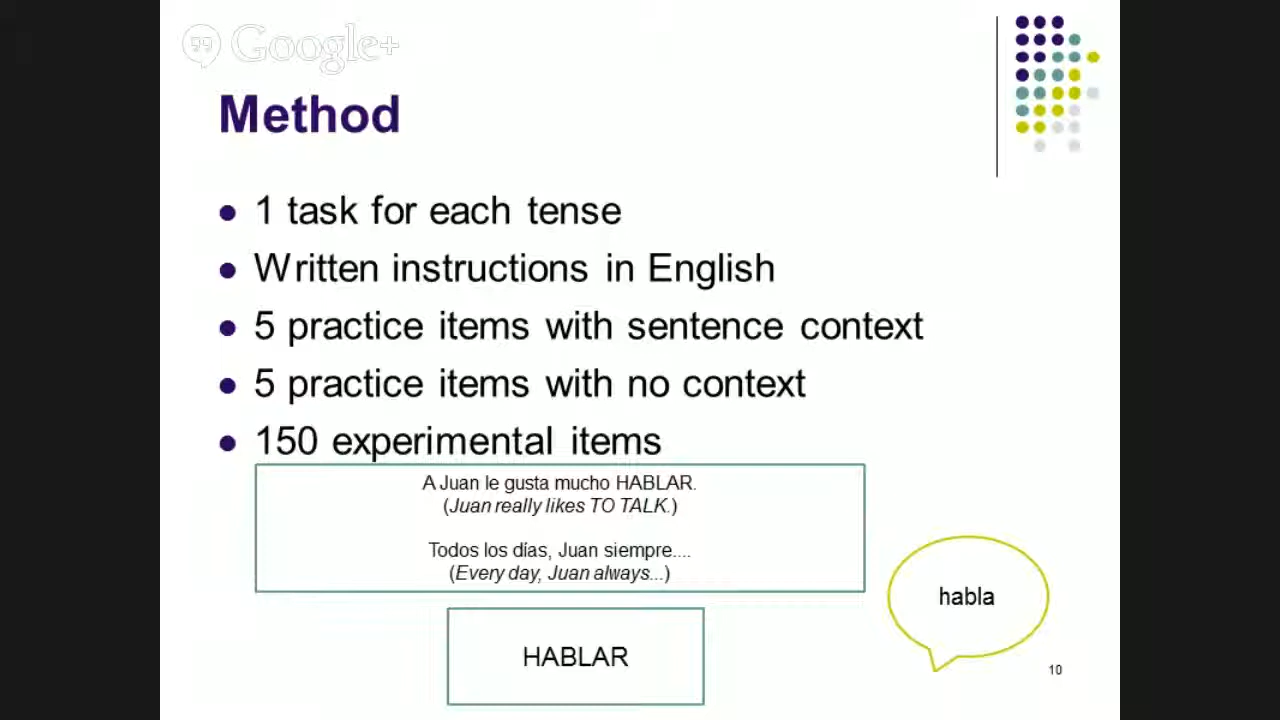 Google+
Method
1 task for each tense
Written instructions in English
5 practice items with sentence context
5 practice items with no context
150 experimental items
A Juan le gusta mucho HABLAR.
(Juan really likes TO TALK.)
Todos los días, Juan siempre....
(Every day, Juan always...)
habla
HABLAR
10